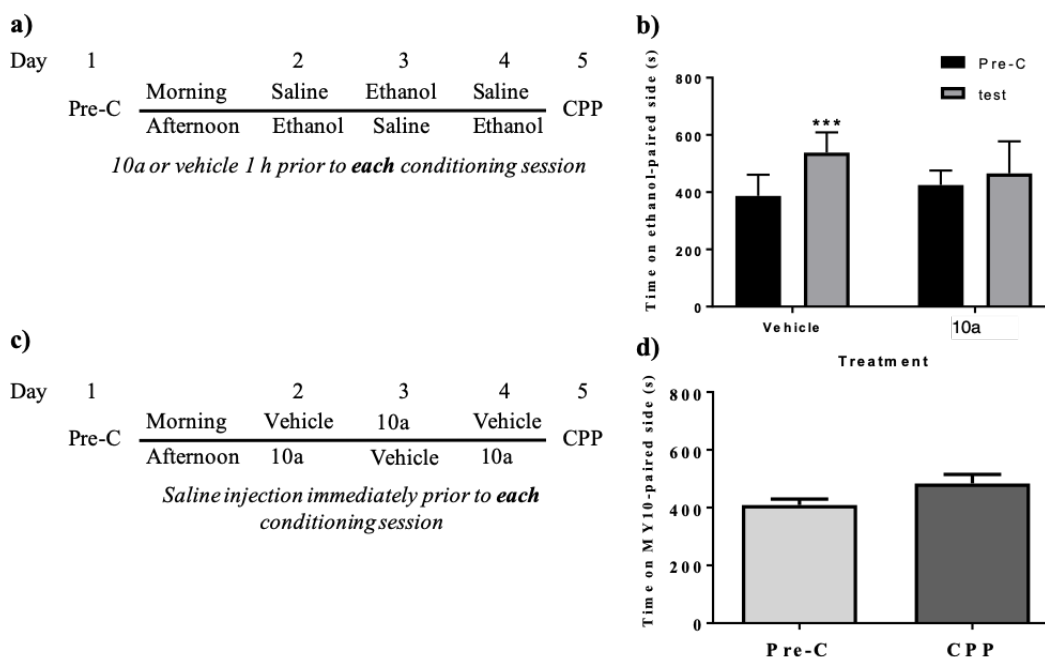 a)
Day 1 2 3 4 5
Pre-C Morning Saline Ethanol Saline CPP
Afternoon Ethanol Saline Ethanol
10a or vehicle 1 h prior to each conditioning session
b)
Pre-C
test
Time on ethanol-paired side (s)
800
600
400
200
0
***
Vehicle 10a
Treatment
c)
Day 1 2 3 4 5
Pre-C Morning Vehicle 10a Vehicle CPP
Afternoon 10a Vehicle 10a
Saline injection immediately prior to each
conditioning session
d)
Time on MY10-paired side (s)
800
600
400
200
0
Pre-C CPP